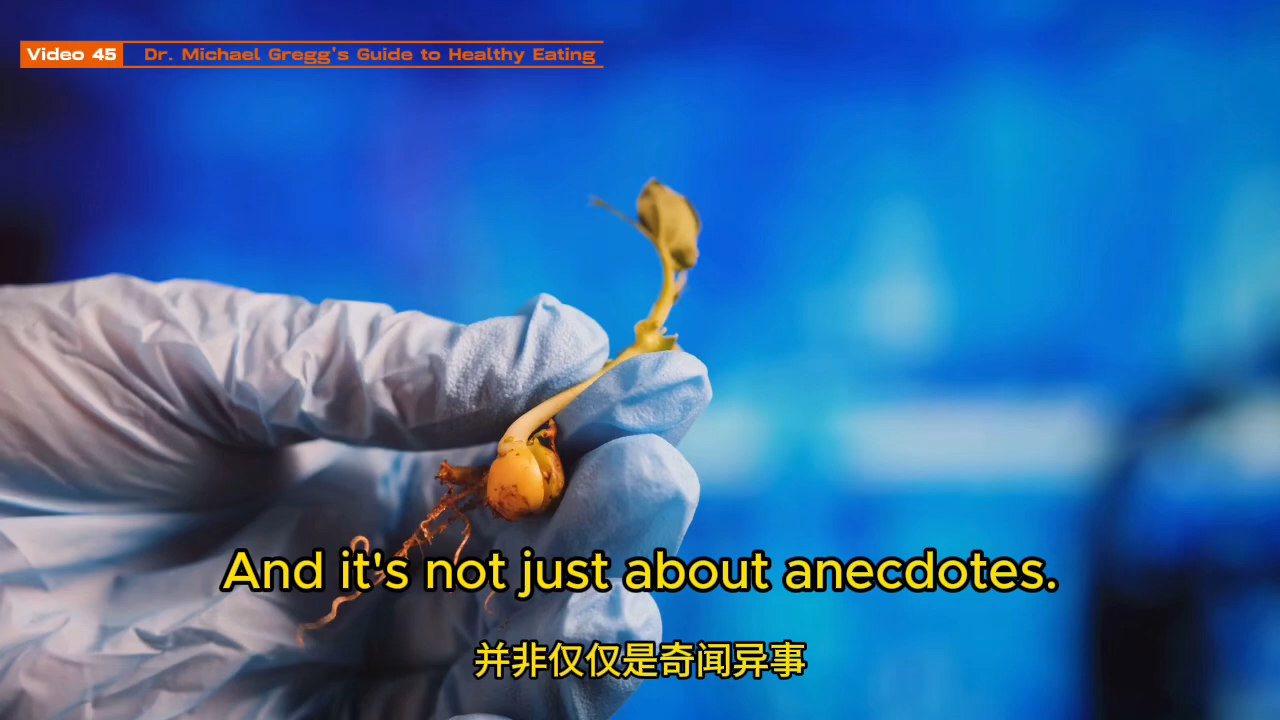 Video 45 Dr. Michael Gregg's Guide to Healthy Eating
And it's not just about anecdotes.
并非仅仅是奇闻异事